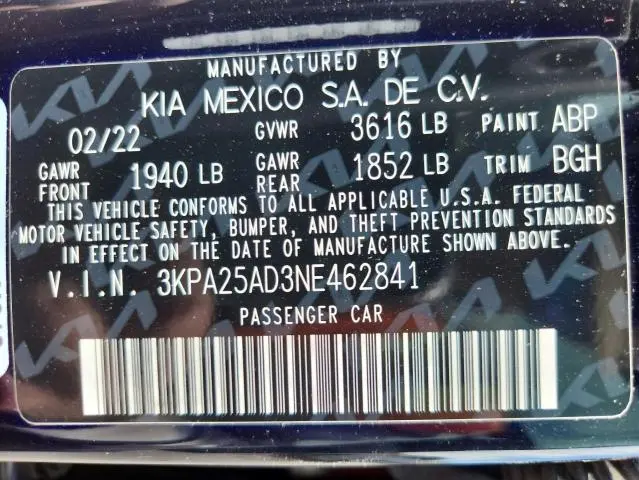 MANUFACTURED BY
KIA MEXICO S.A. DE C.V.
02/22 GVWR 3616 LB PAINT ABP
GAWR FRONT 1940 LB GAWR REAR 1852 LB TRIM BGH
THIS VEHICLE CONFORMS TO ALL APPLICABLE U.S.A. FEDERAL
MOTOR VEHICLE SAFETY, BUMPER, AND THEFT PREVENTION STANDARDS
IN EFFECT ON THE DATE OF MANUFACTURE SHOWN ABOVE.
V.I.N. 3KPA25AD3NE462841
PASSENGER CAR